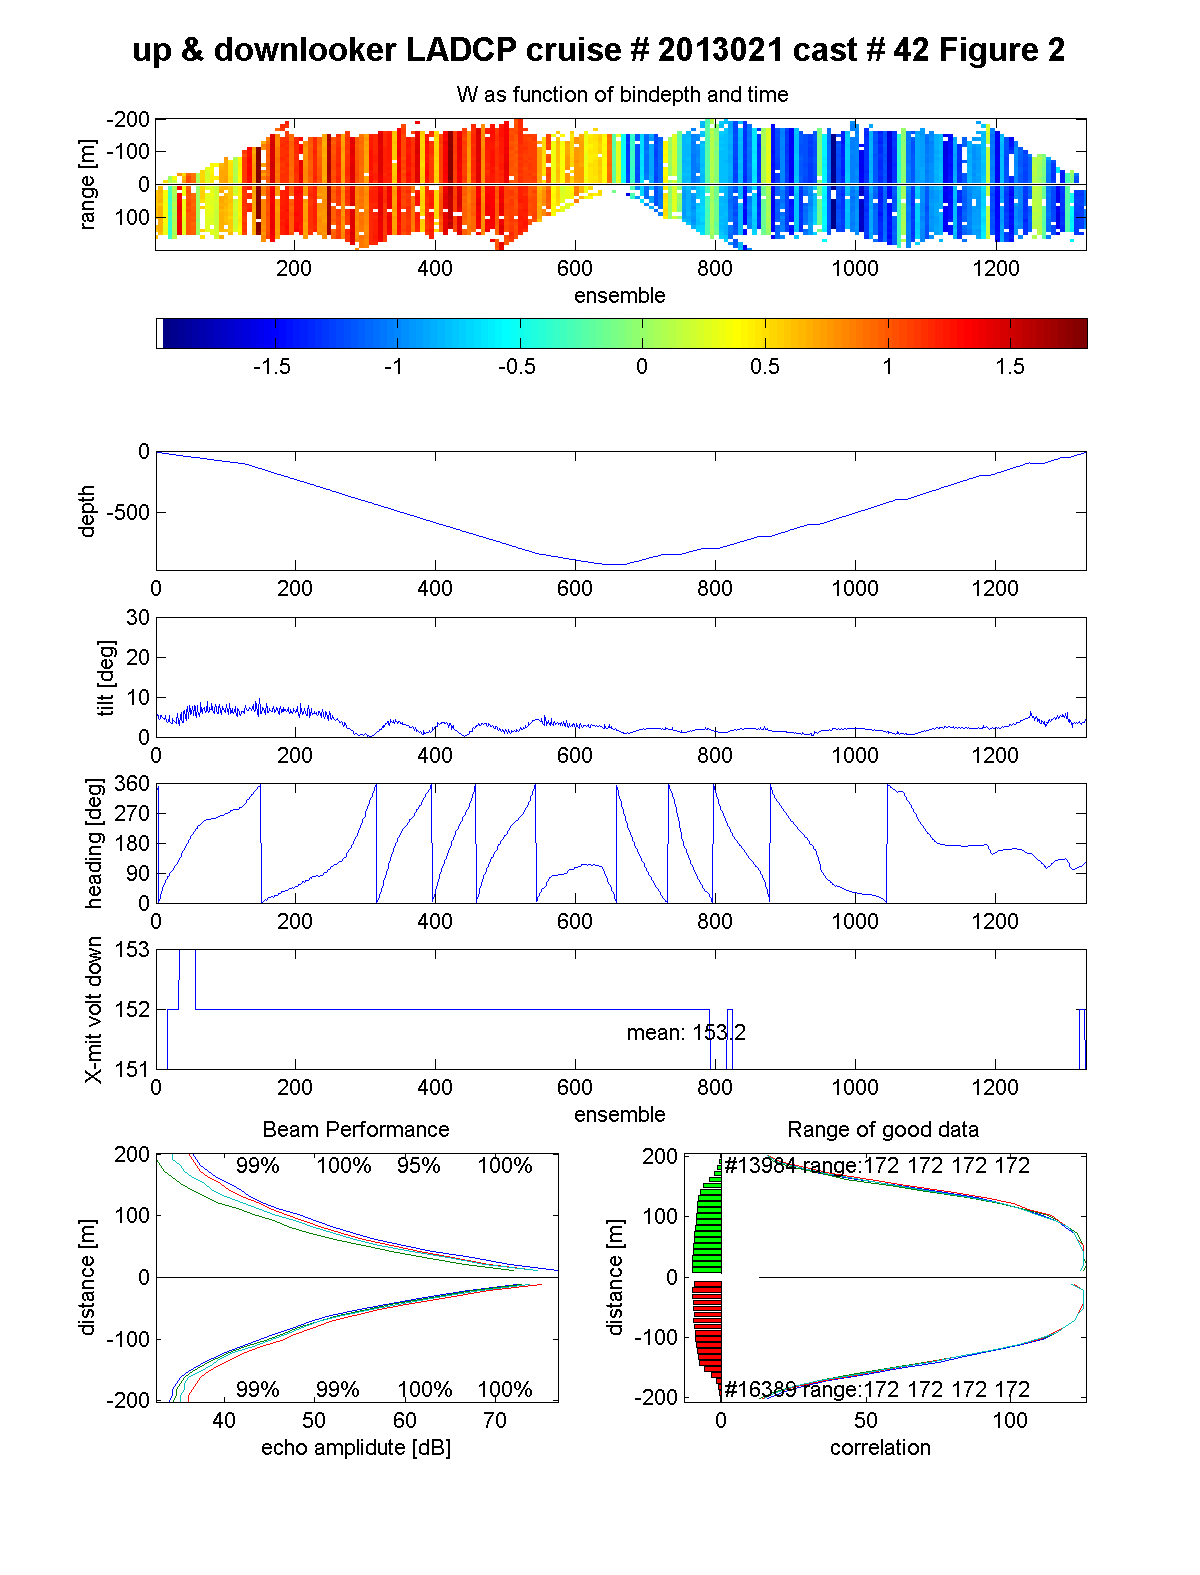 up & downlooker LADCP cruise # 2013021 cast # 42 Figure 2
W as function of bindepth and time
-200
-100
0
100
range [m]
200 400 600 800 1000 1200
ensemble
-1.5 -1 -0.5 0 0.5 1 1.5
0
-500
depth
0 200 400 600 800 1000 1200
30
20
10
0
tilt [deg]
0 200 400 600 800 1000 1200
360
270
180
90
0
heading [deg]
0 200 400 600 800 1000 1200
153
152
151
X-mit volt down
mean: 153.2
0 200 400 600 800 1000 1200
ensemble
Beam Performance
200
100
0
-100
-200
distance [m]
99% 100% 95% 100%
99% 99% 100% 100%
40 50 60 70
echo amplidute [dB]
Range of good data
200
100
0
-100
-200
distance [m]
#13984 range:172 172 172 172
#16389 range:172 172 172 172
0 50 100
correlation